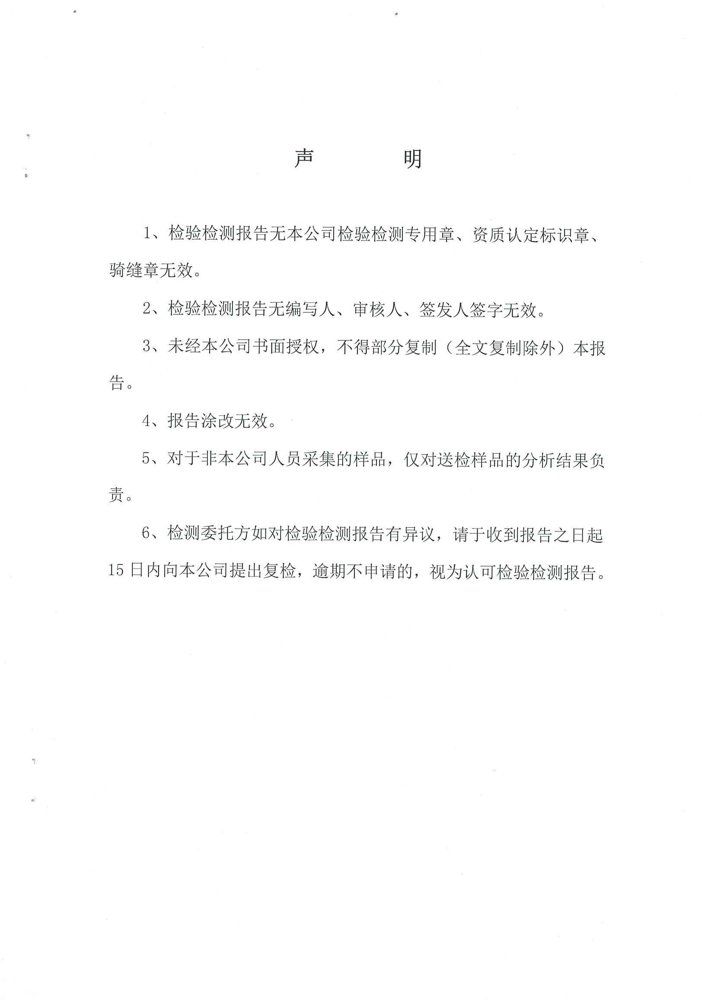 声 明
1、检验检测报告无本公司检验检测专用章、资质认定标识章、
骑缝章无效。
2、检验检测报告无编写人、审核人、签发人签字无效。
3、未经本公司书面授权，不得部分复制（全文复制除外）本报
告。
4、报告涂改无效。
5、对于非本公司人员采集的样品，仅对送检样品的分析结果负
责。
6、检测委托方如对检验检测报告有异议，请于收到报告之日起
15日内向本公司提出复检，逾期不申请的，视为认可检验检测报告。